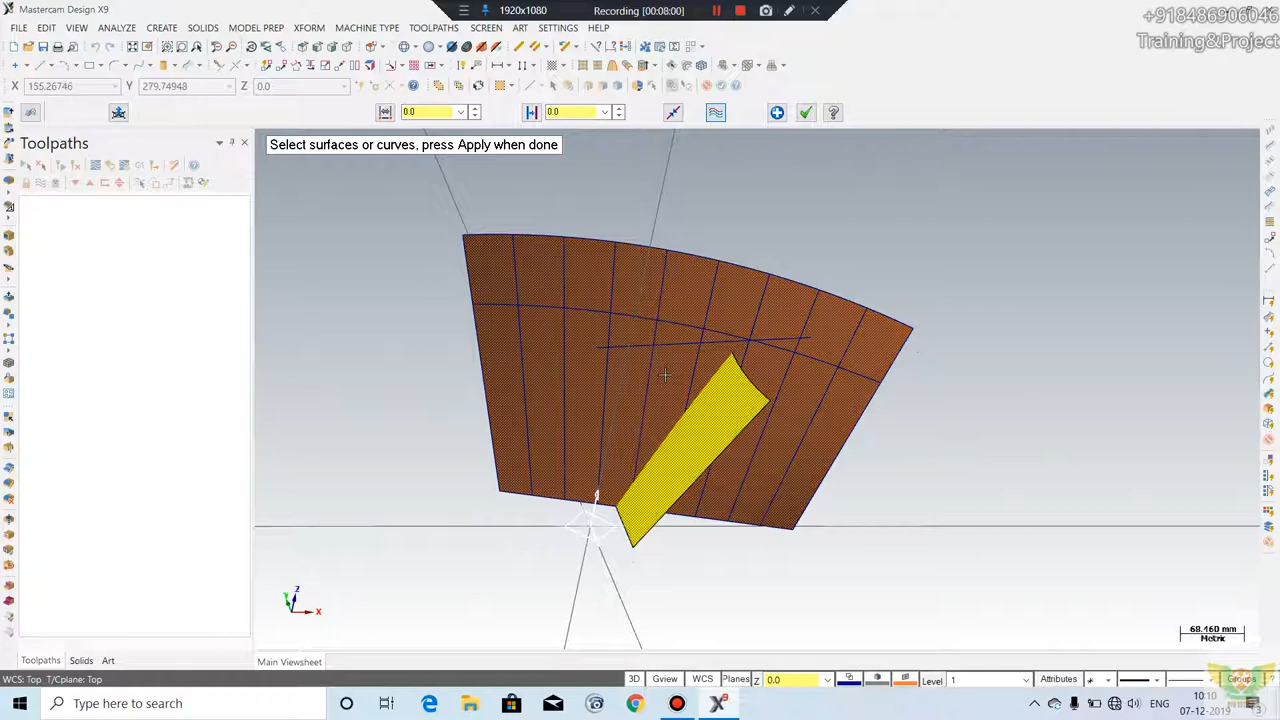 Mastercam Design X9
1920x1080
Recording [00:08:00]
+918486906046
Training&Project
FILE EDIT VIEW ANALYZE CREATE SOLIDS MODEL PREP XFORM MACHINE TYPE TOOLPATHS SCREEN ART SETTINGS HELP
X 155.26746 Y 279.74948 Z 0.0
0.0 0.0
Toolpaths
Select surfaces or curves, press Apply when done
Z
Y
X
68.160 mm
Metric
Toolpaths Solids Art
Main Viewsheet
WCS: Top T/Cplane: Top
3D Gview WCS Planes Z 0.0 Level 1 Attributes Groups ?
Type here to search
X9
ENG
10:10
07-12-2019
3